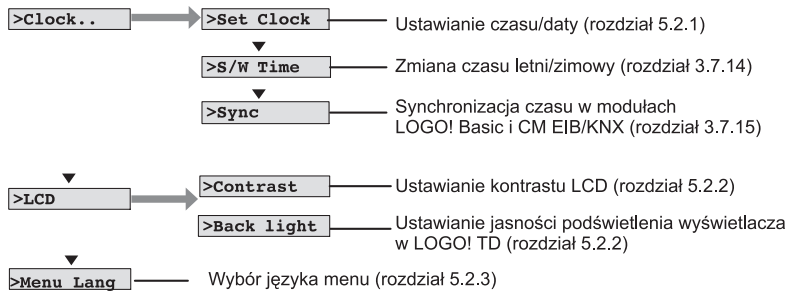 >Clock..
>Set Clock
Ustawianie czasu/daty (rozdział 5.2.1)
>S/W Time
Zmiana czasu letni/zimowy (rozdział 3.7.14)
>Sync
Synchronizacja czasu w modułach
LOGO! Basic i CM EIB/KNX (rozdział 3.7.15)
>LCD
>Contrast
Ustawianie kontrastu LCD (rozdział 5.2.2)
>Back light
Ustawianie jasności podświetlenia wyświetlacza
w LOGO! TD (rozdział 5.2.2)
>Menu Lang
Wybór języka menu (rozdział 5.2.3)